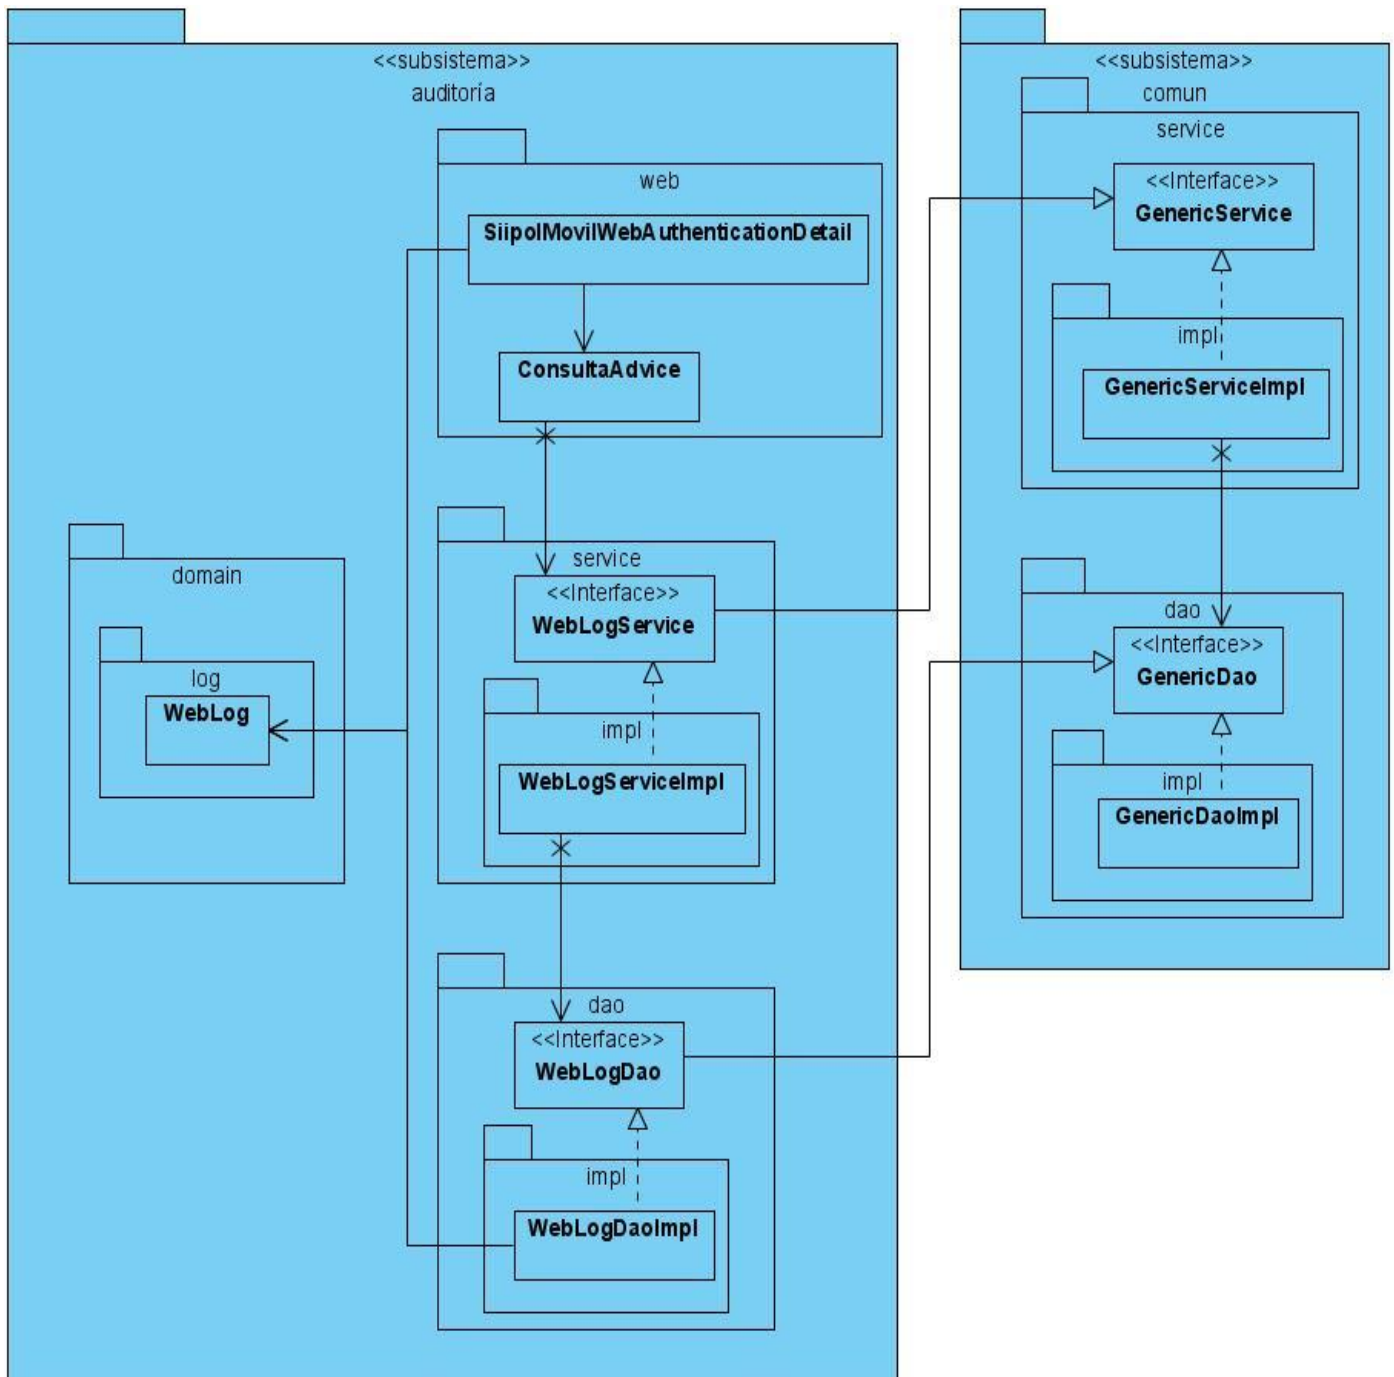 <<subsistema>>
auditoría
web
SiipolMovilWebAuthenticationDetail
ConsultaAdvice
domain
log
WebLog
service
<<Interface>>
WebLogService
impl
WebLogServiceImpl
dao
<<Interface>>
WebLogDao
impl
WebLogDaoImpl
<<subsistema>>
comun
service
<<Interface>>
GenericService
impl
GenericServiceImpl
dao
<<Interface>>
GenericDao
impl
GenericDaoImpl